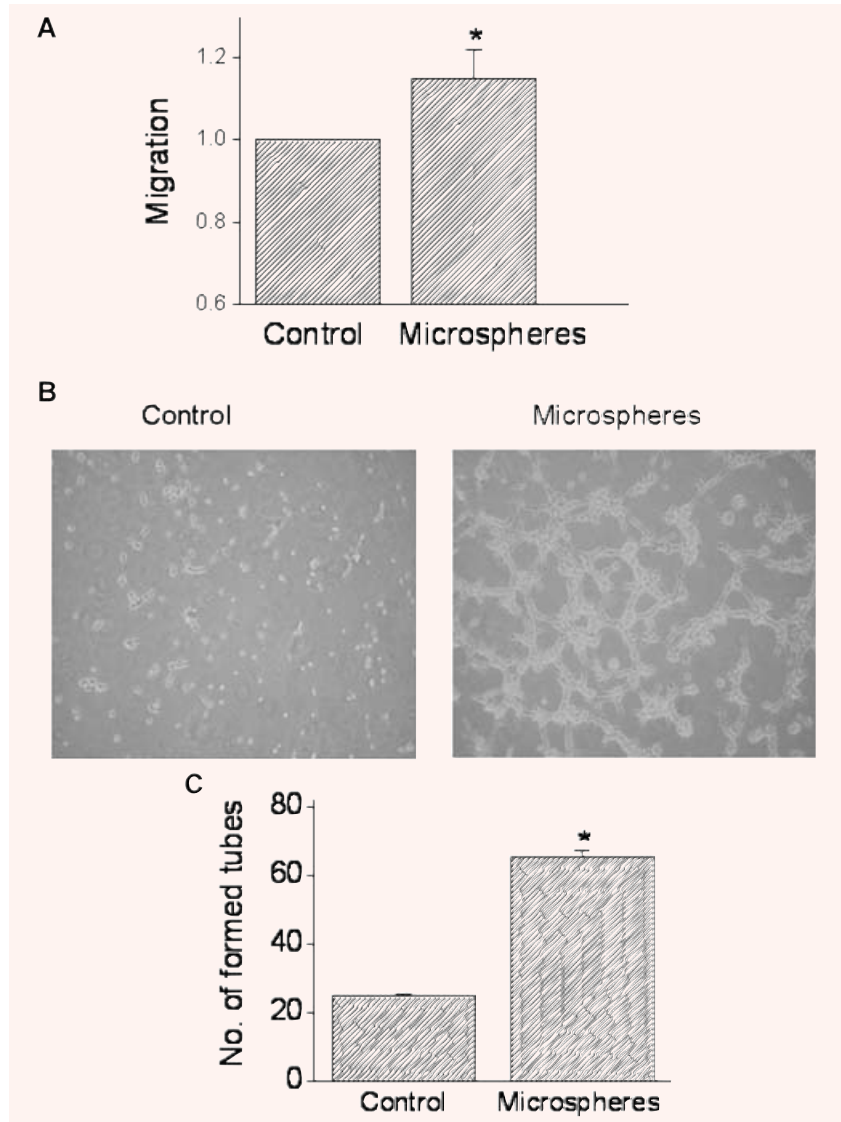 A
*
1.2
1.0
0.8
0.6
Migration
Control Microspheres
B
Control Microspheres
C
*
80
60
40
20
0
No. of formed tubes
Control Microspheres